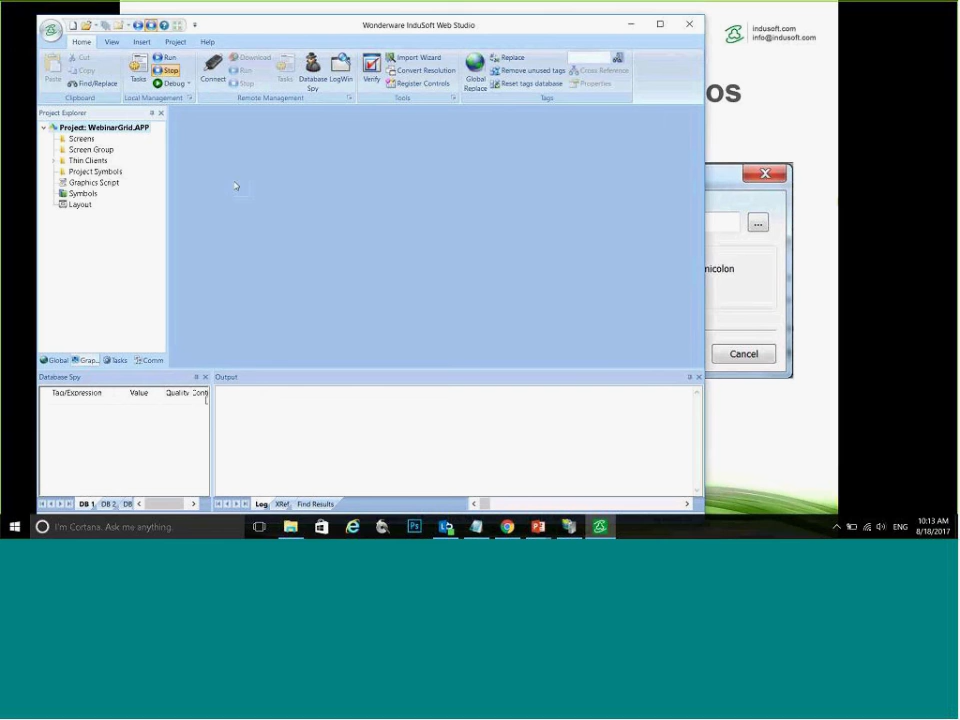 Wonderware InduSoft Web Studio
Home View Insert Project Help
Paste
Cut
Copy
Find/Replace
Clipboard
Tasks
Run
Stop
Debug
Local Management
Connect
Download
Run
Stop
Tasks
Database Spy
LogWin
Remote Management
Verify
Import Wizard
Convert Resolution
Register Controls
Tools
Global Replace
Replace
Remove unused tags
Reset tags database
Cross Reference
Properties
Tags
Project Explorer
Project: WebinarGrid.APP
Screens
Screen Group
Thin Clients
Project Symbols
Graphics Script
Symbols
Layout
Global Grap... Tasks Comm
Database Spy
Tag/Expression Value Quality Conti
DB 1 DB 2 DB
Output
Log XRef Find Results
indusoft.com
info@indusoft.com
os
...
nicolon
Cancel
I'm Cortana. Ask me anything.
ENG
10:13 AM
8/18/2017